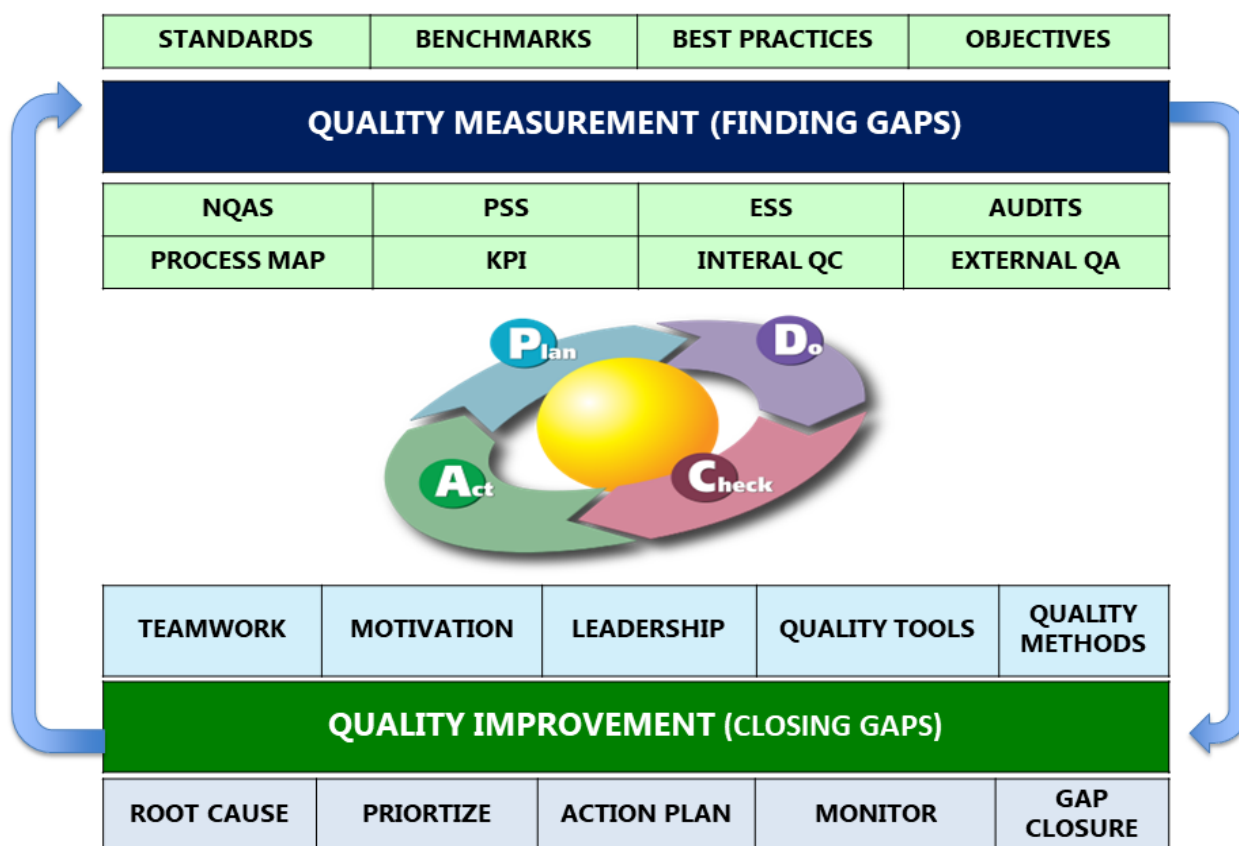 STANDARDS BENCHMARKS BEST PRACTICES OBJECTIVES
QUALITY MEASUREMENT (FINDING GAPS)
NQAS PSS ESS AUDITS
PROCESS MAP KPI INTERAL QC EXTERNAL QA
Plan Do
Act Check
TEAMWORK MOTIVATION LEADERSHIP QUALITY TOOLS QUALITY
METHODS
QUALITY IMPROVEMENT (CLOSING GAPS)
ROOT CAUSE PRIORTIZE ACTION PLAN MONITOR GAP
CLOSURE